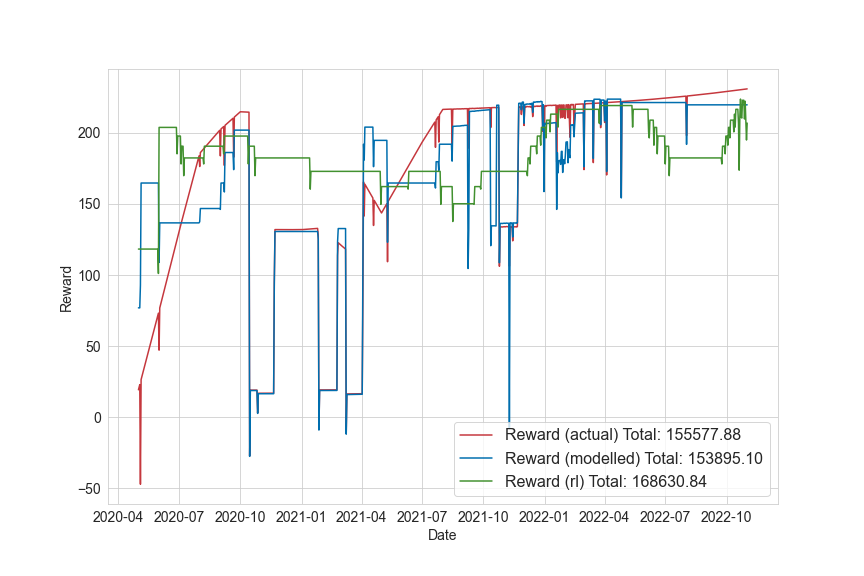 200
150
100
50
0
−50
Reward
Reward (actual) Total: 155577.88
Reward (modelled) Total: 153895.10
Reward (rl) Total: 168630.84
2020-04 2020-07 2020-10 2021-01 2021-04 2021-07 2021-10 2022-01 2022-04 2022-07 2022-10
Date